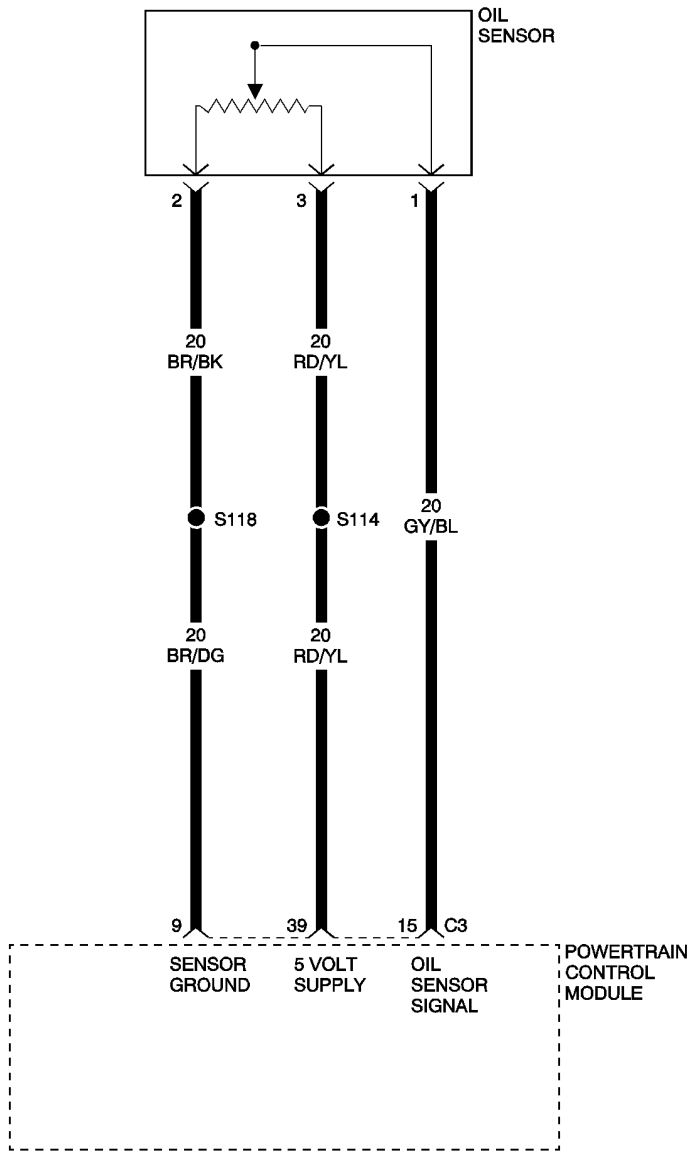 OIL
SENSOR
2
3
1
20
BR/BK
20
RD/YL
20
GY/BL
S118
S114
20
BR/DG
20
RD/YL
9
39
15
C3
SENSOR
GROUND
5 VOLT
SUPPLY
OIL
SENSOR
SIGNAL
POWERTRAIN
CONTROL
MODULE